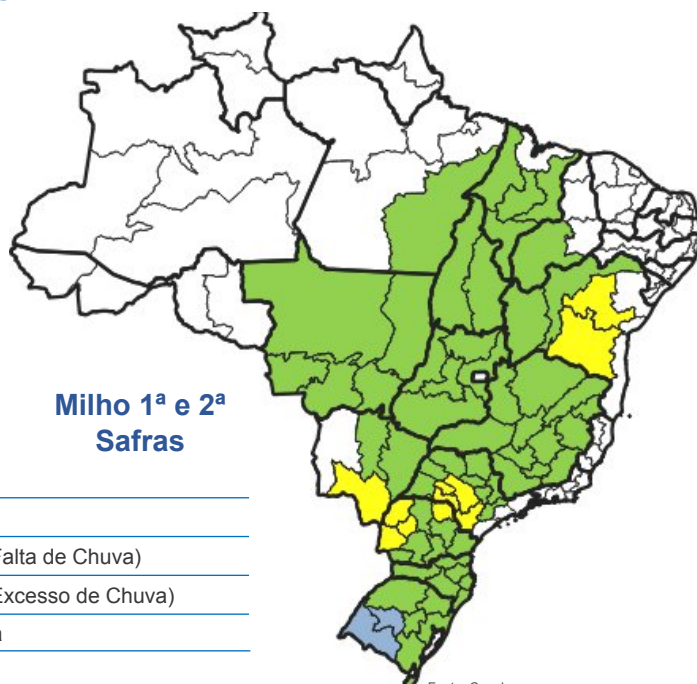 Milho 1ª e 2ª
Safras
alta de Chuva)
Excesso de Chuva)